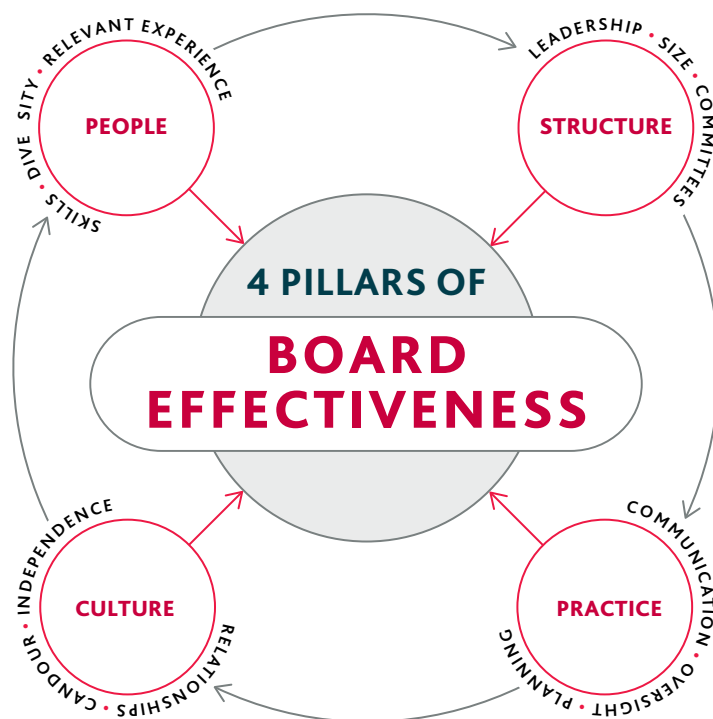 4 PILLARS OF
BOARD
EFFECTIVENESS
PEOPLE
SKILLS • DIVE SITY • RELEVANT EXPERIENCE
STRUCTURE
LEADERSHIP • SIZE • COMMITTEES
PRACTICE
COMMUNICATION • OVERSIGHT • PLANNING
CULTURE
RELATIONSHIPS • CANDOUR • INDEPENDENCE